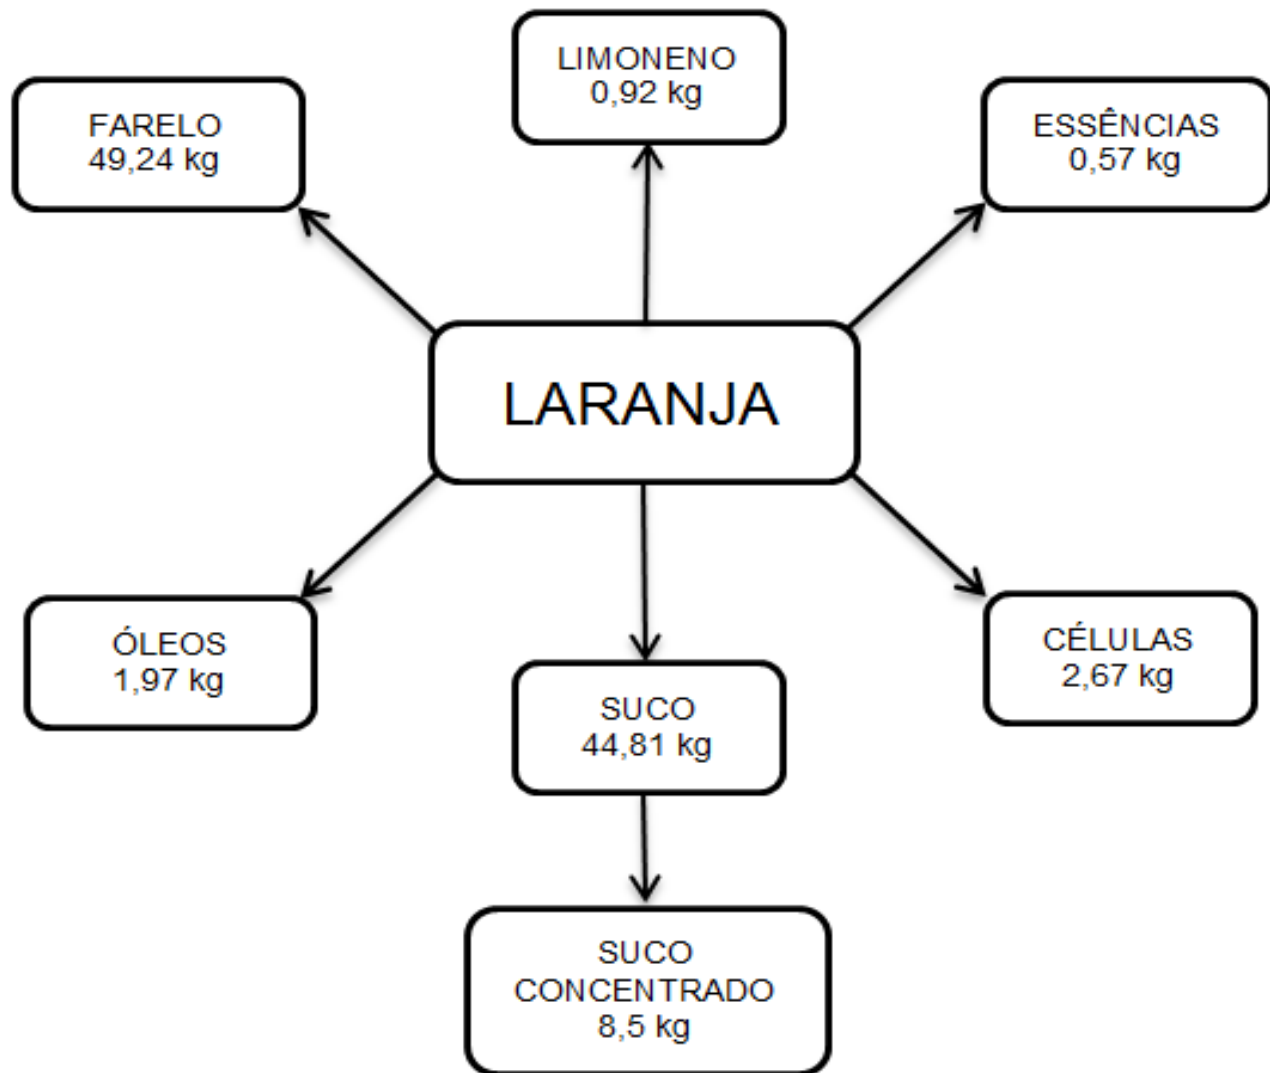 LIMONENO
0,92 kg
FARELO
49,24 kg
ESSÊNCIAS
0,57 kg
LARANJA
ÓLEOS
1,97 kg
SUCO
44,81 kg
CÉLULAS
2,67 kg
SUCO
CONCENTRADO
8,5 kg